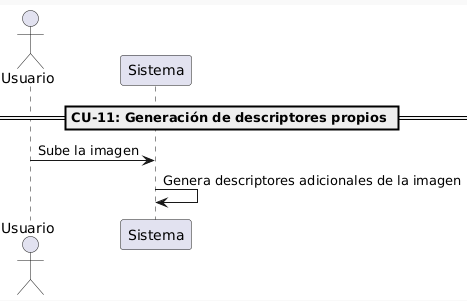 Usuario
Sistema
CU-11: Generación de descriptores propios
Sube la imagen
Genera descriptores adicionales de la imagen
Usuario
Sistema